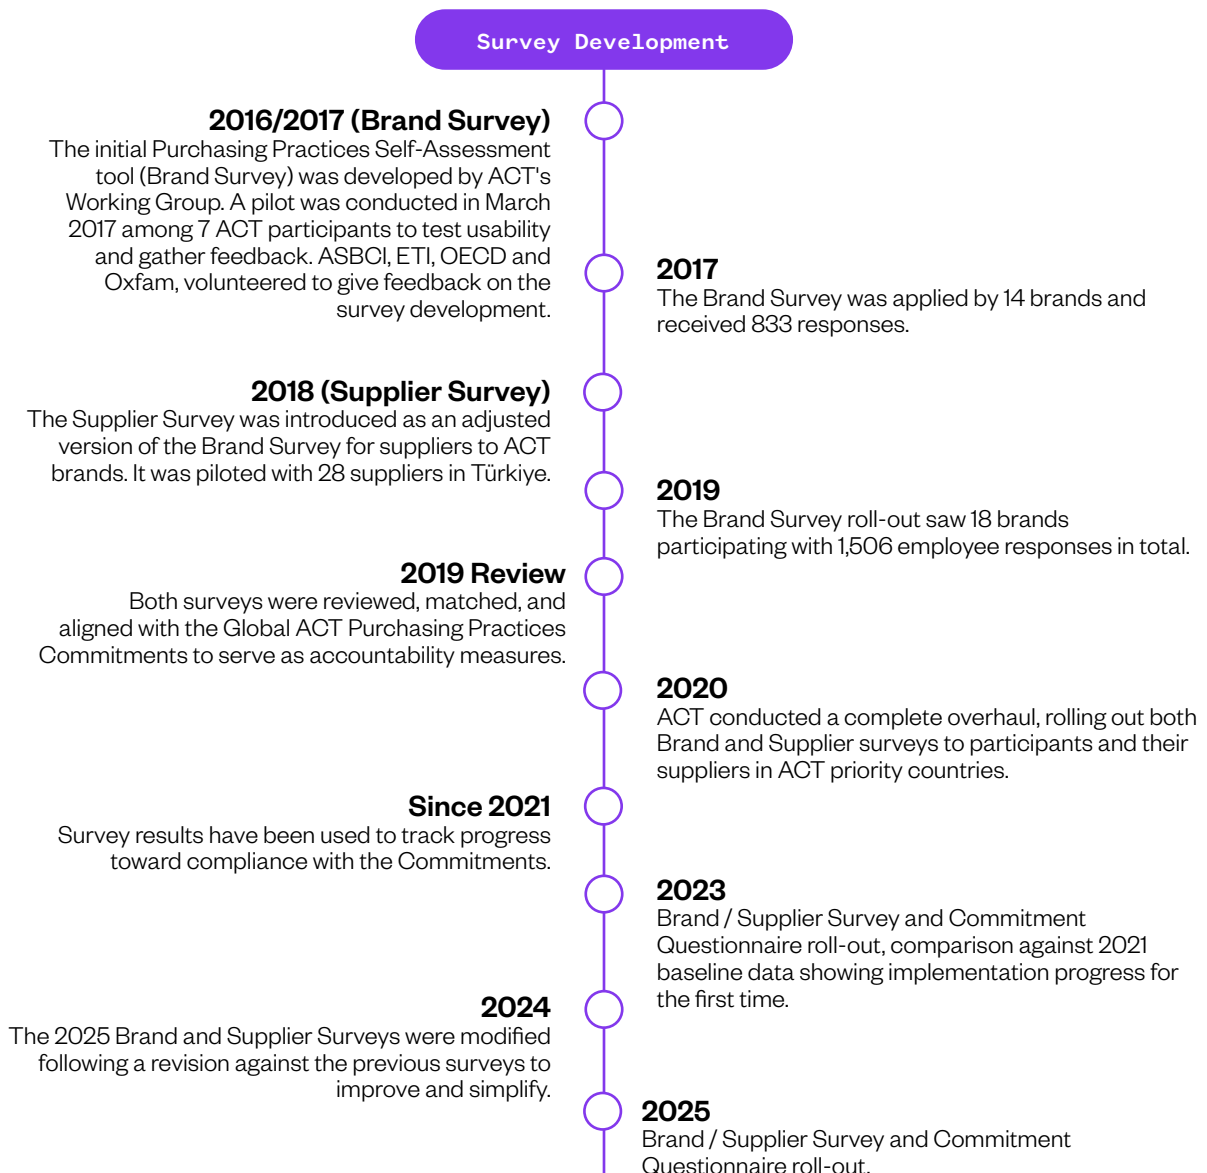 Survey Development
2016/2017 (Brand Survey)
The initial Purchasing Practices Self-Assessment
tool (Brand Survey) was developed by ACT's
Working Group. A pilot was conducted in March
2017 among 7 ACT participants to test usability
and gather feedback. ASBCI, ETI, OECD and
Oxfam, volunteered to give feedback on the
survey development.
2017
The Brand Survey was applied by 14 brands and
received 833 responses.
2018 (Supplier Survey)
The Supplier Survey was introduced as an adjusted
version of the Brand Survey for suppliers to ACT
brands. It was piloted with 28 suppliers in Türkiye.
2019
The Brand Survey roll-out saw 18 brands
participating with 1,506 employee responses in total.
2019 Review
Both surveys were reviewed, matched, and
aligned with the Global ACT Purchasing Practices
Commitments to serve as accountability measures.
2020
ACT conducted a complete overhaul, rolling out both
Brand and Supplier surveys to participants and their
suppliers in ACT priority countries.
Since 2021
Survey results have been used to track progress
toward compliance with the Commitments.
2023
Brand / Supplier Survey and Commitment
Questionnaire roll-out, comparison against 2021
baseline data showing implementation progress for
the first time.
2024
The 2025 Brand and Supplier Surveys were modified
following a revision against the previous surveys to
improve and simplify.
2025
Brand / Supplier Survey and Commitment
Questionnaire roll-out.